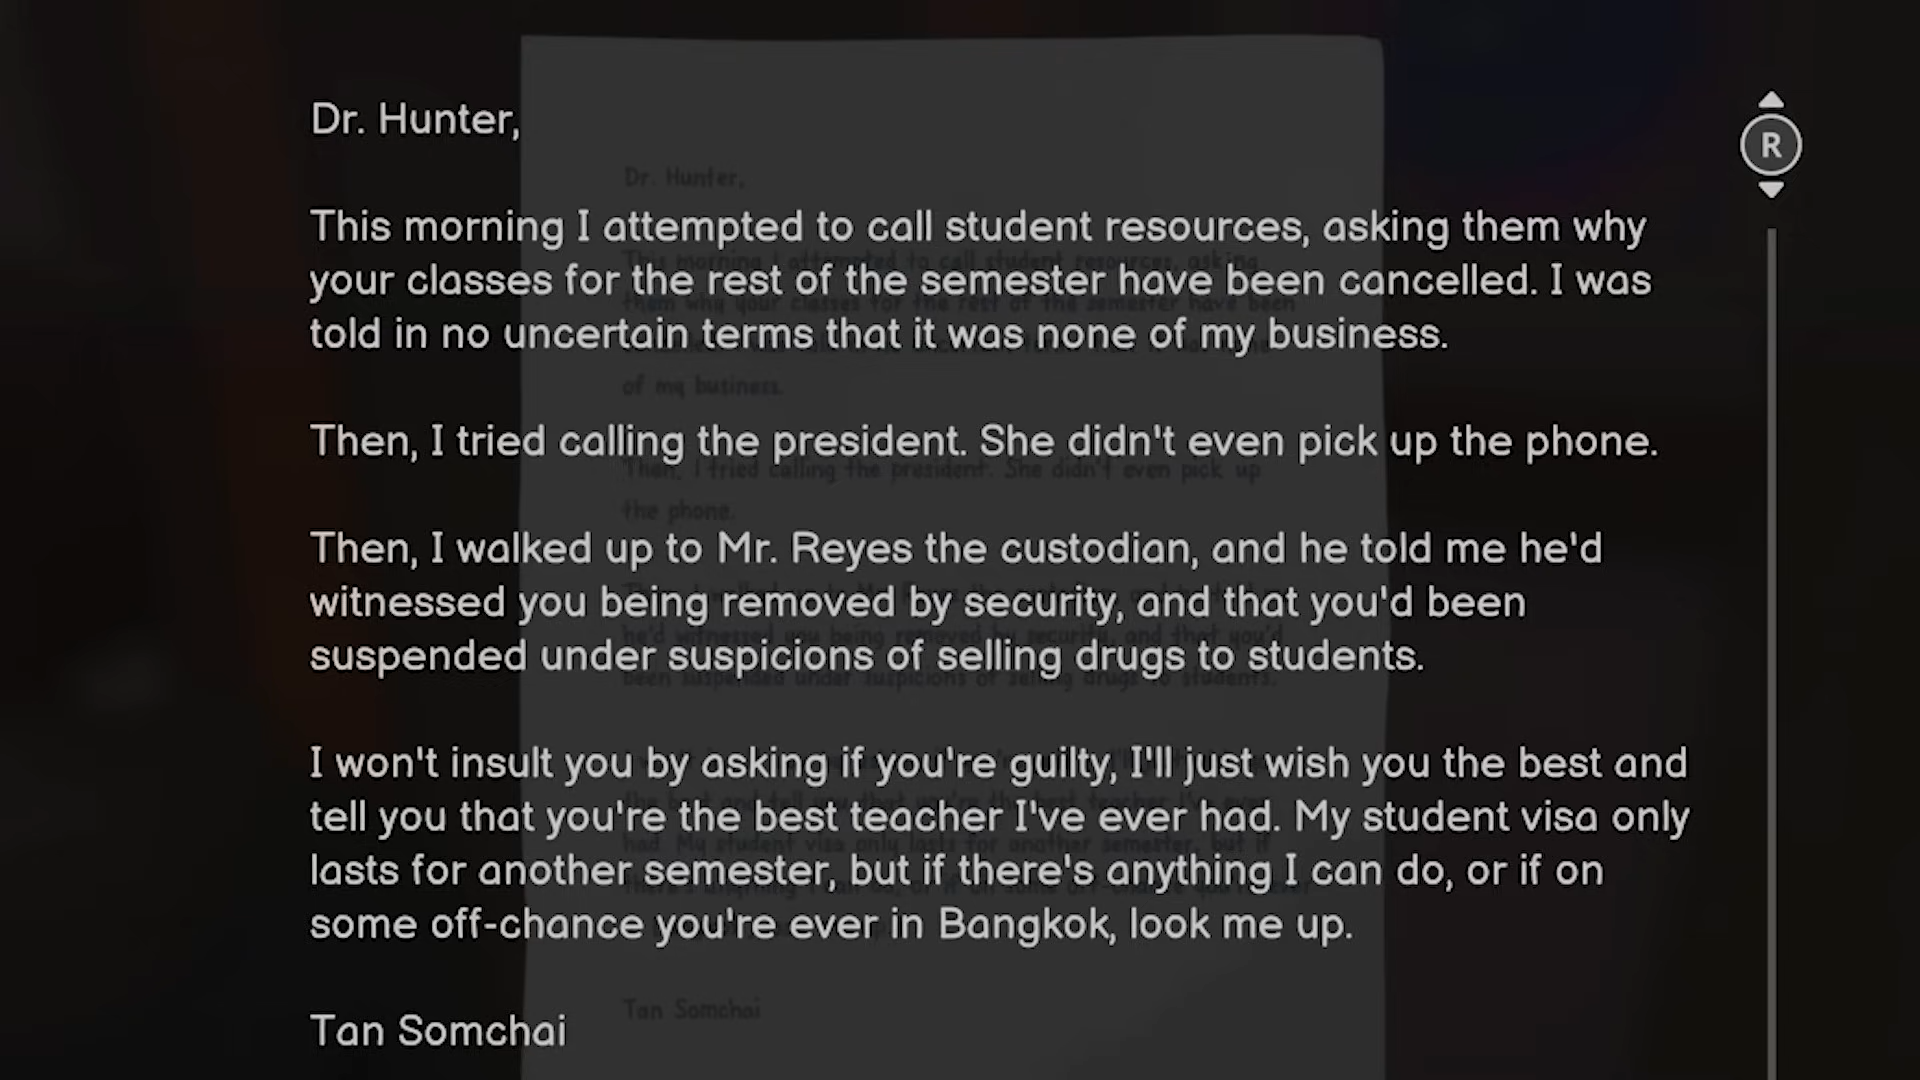 Dr. Hunter,
This morning I attempted to call student resources, asking them why
your classes for the rest of the semester have been cancelled. I was
told in no uncertain terms that it was none of my business.
Then, I tried calling the president. She didn't even pick up the phone.
Then, I walked up to Mr. Reyes the custodian, and he told me he'd
witnessed you being removed by security, and that you'd been
suspended under suspicions of selling drugs to students.
I won't insult you by asking if you're guilty, I'll just wish you the best and
tell you that you're the best teacher I've ever had. My student visa only
lasts for another semester, but if there's anything I can do, or if on
some off-chance you're ever in Bangkok, look me up.
Tan Somchai
R